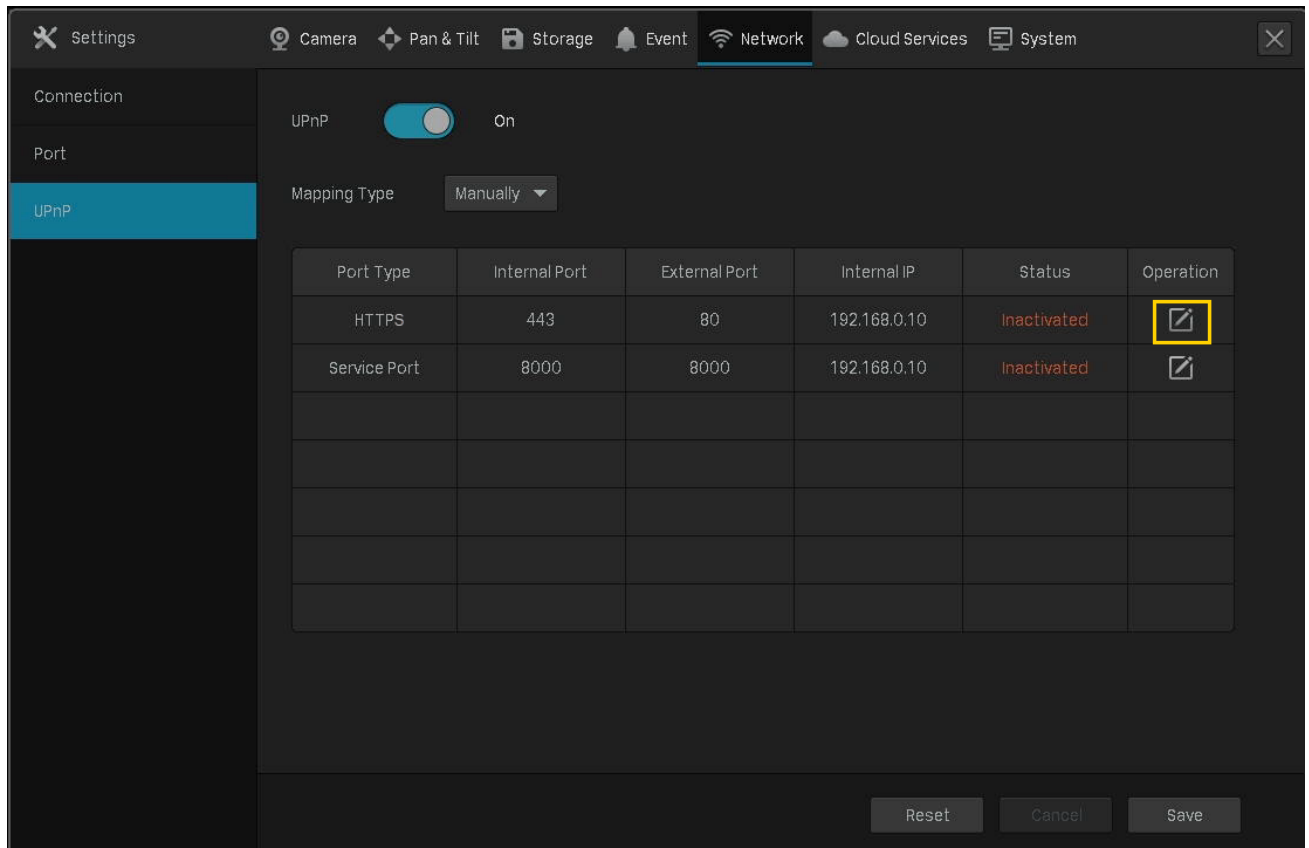 Settings Camera Pan & Tilt Storage Event Network Cloud Services System
Connection
Port
UPnP
UPnP On
Mapping Type Manually
Port Type Internal Port External Port Internal IP Status Operation
HTTPS 443 80 192.168.0.10 Inactivated
Service Port 8000 8000 192.168.0.10 Inactivated
Reset Cancel Save